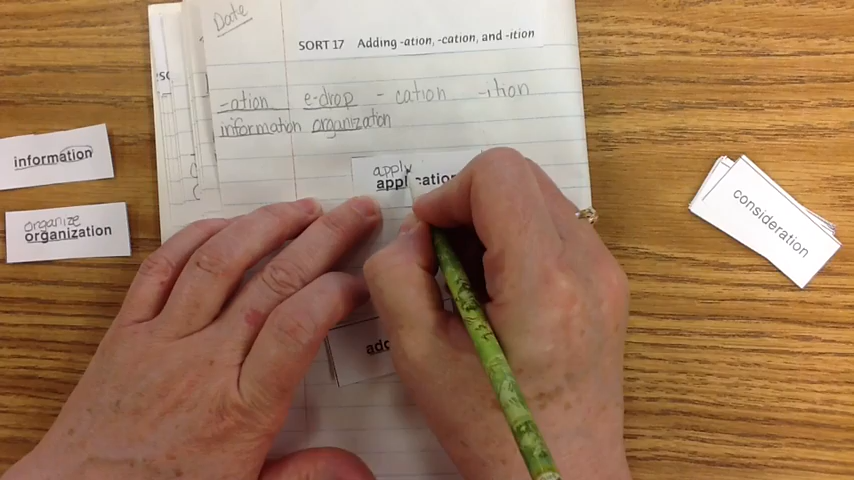 Date
SORT 17 Adding -ation, -cation, and -ition
-ation e-drop - cation -ition
information organization
information
apply
organize
organization
consideration